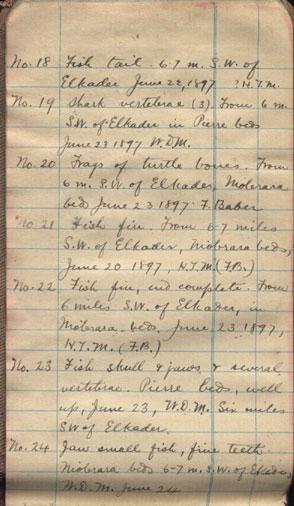 No. 18 Fish tail. 6-7 m. S.W. of
Elkader June 22, 1897 ? H.T.M.
No. 19 Shark vertebrae (3). From 6 m.
S.W. of Elkader in Pierre beds
June 23 1897 W.D.M.
No. 20 Frags of turtle bones. From
6 m. S.W. of Elkader, Niobrara
bed June 23 1897. F. Baber
No 21 Fish fin. From 6-7 miles
S.W. of Elkader, Niobrara beds,
June 20 1897, H.T.M. (F.B.)
No. 22 Fish fin, end complete. From
6 miles S.W. of Elkader, in
Niobrara beds. June 23 1897,
H.T.M. (F.B.)
No. 23 Fish skull & jaws & several
vertebrae. Pierre beds, well
up, June 23, W.D.M. Six miles
SW of Elkader.
No. 24 Jaw small fish, fine teeth.
Niobrara beds 6-7 m. S.W. of
W.D.M. June 24